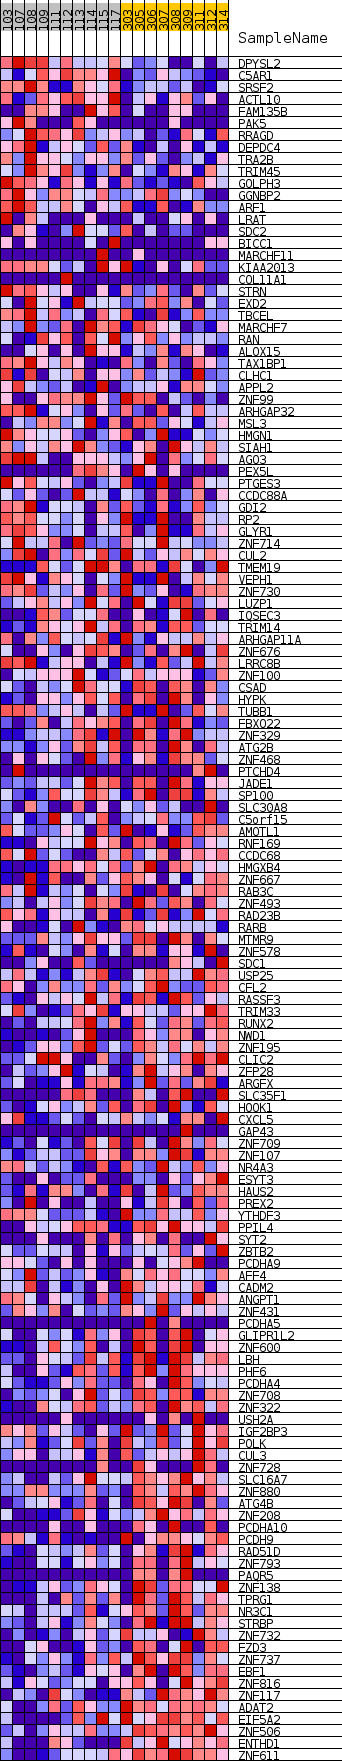 103 107 108 109 111 112 113 114 115 117 303 305 306 307 308 309 311 312 314
SampleName
DPYSL2
C5AR1
SRSF2
ACTL10
FAM135B
PAK5
RRAGD
DEPDC4
TRA2B
TRIM45
GOLPH3
GGNBP2
ARF1
LRAT
SDC2
BICC1
MARCHF11
KIAA2013
COL11A1
STRN
EXD2
TBCEL
MARCHF7
RAN
ALOX15
TAX1BP1
CLHC1
APPL2
ZNF99
ARHGAP32
MSL3
HMGN1
SIAH1
AGO3
PEX5L
PTGES3
CCDC88A
GDI2
RP2
GLYR1
ZNF714
CUL2
TMEM19
VEPH1
ZNF730
LUZP1
IQSEC3
TRIM14
ARHGAP11A
ZNF676
LRRC8B
ZNF100
CSAD
HYPK
TUBB1
FBXO22
ZNF329
ATG2B
ZNF468
PTCHD4
JADE1
SP100
SLC30A8
C5orf15
AMOTL1
RNF169
CCDC68
HMGXB4
ZNF667
RAB3C
ZNF493
RAD23B
RARB
MTMR9
ZNF578
SDC1
USP25
CFL2
RASSF3
TRIM33
RUNX2
NWD1
ZNF195
CLIC2
ZFP28
ARGFX
SLC35F1
HOOK1
CXCL5
GAP43
ZNF709
ZNF107
NR4A3
ESYT3
HAUS2
PREX2
YTHDF3
PPIL4
SYT2
ZBTB2
PCDHA9
AFF4
CADM2
ANGPT1
ZNF431
PCDHA5
GLIPR1L2
ZNF600
LBH
PHF6
PCDHA4
ZNF708
ZNF322
USH2A
IGF2BP3
POLK
CUL3
ZNF728
SLC16A7
ZNF880
ATG4B
ZNF208
PCDHA10
PCDH9
RAD51D
ZNF793
PAQR5
ZNF138
TPRG1
NR3C1
STRBP
ZNF732
FZD3
ZNF737
EBF1
ZNF816
ZNF117
ADAT2
EIF5A2
ZNF506
ENTHD1
ZNF611